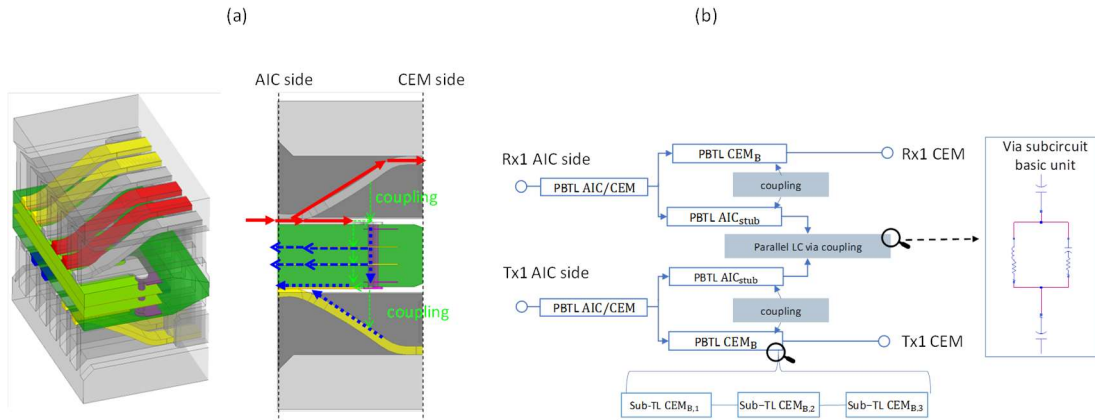 (a)
(b)
AIC side
CEM side
coupling
coupling
Rx1 AIC side
PBTL AIC/CEM
PBTL CEM_B
Rx1 CEM
coupling
PBTL AIC_stub
Parallel LC via coupling
Tx1 AIC side
PBTL AIC_stub
PBTL AIC/CEM
coupling
PBTL CEM_B
Tx1 CEM
Sub-TL CEM_B,1
Sub-TL CEM_B,2
Sub-TL CEM_B,3
Via subcircuit
basic unit